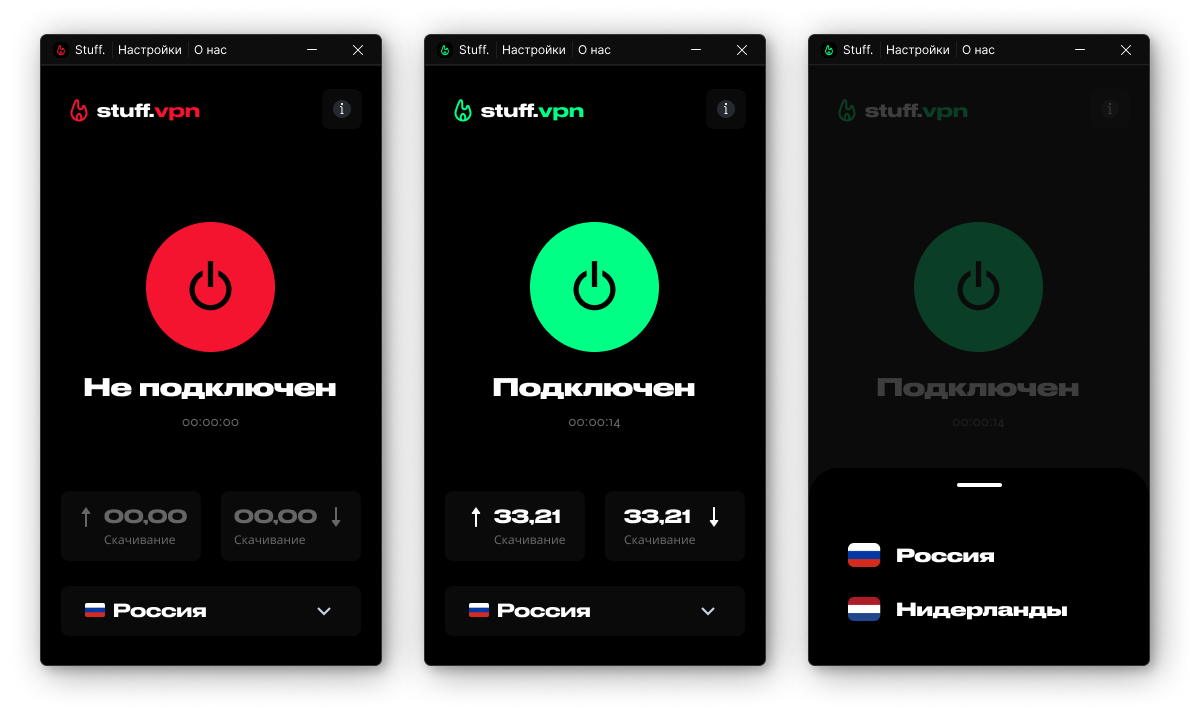 Stuff. Настройки О нас
stuff.vpn
i
Не подключен
00:00:00
00,00 00,00
Скачивание Скачивание
Россия
Stuff. Настройки О нас
stuff.vpn
i
Подключен
00:00:14
33,21 33,21
Скачивание Скачивание
Россия
Stuff. Настройки О нас
stuff.vpn
i
Подключен
00:00:14
Россия
Нидерланды